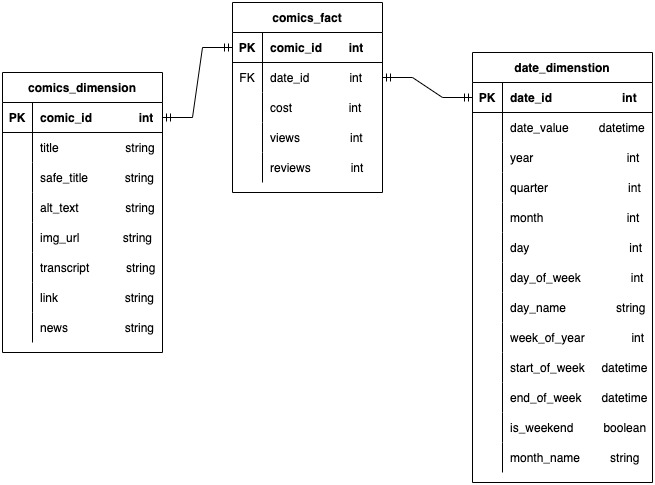 comics_fact
PK comic_id int
FK date_id int
cost int
views int
reviews int
comics_dimension
PK comic_id int
title string
safe_title string
alt_text string
img_url string
transcript string
link string
news string
date_dimenstion
PK date_id int
date_value datetime
year int
quarter int
month int
day int
day_of_week int
day_name string
week_of_year int
start_of_week datetime
end_of_week datetime
is_weekend boolean
month_name string